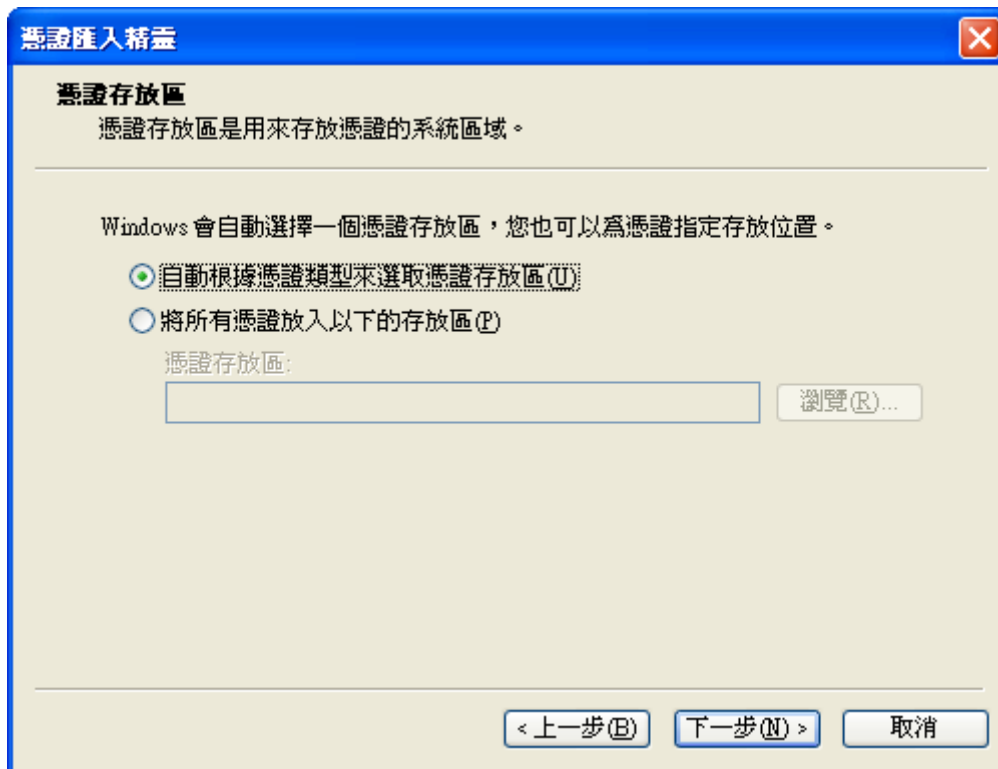 憑證匯入精靈
憑證存放區
憑證存放區是用來存放憑證的系統區域。
Windows 會自動選擇一個憑證存放區，您也可以為憑證指定存放位置。
自動根據憑證類型來選取憑證存放區(U)
將所有憑證放入以下的存放區(P)
憑證存放區:
瀏覽(R)...
< 上一步(B) 下一步(N) > 取消